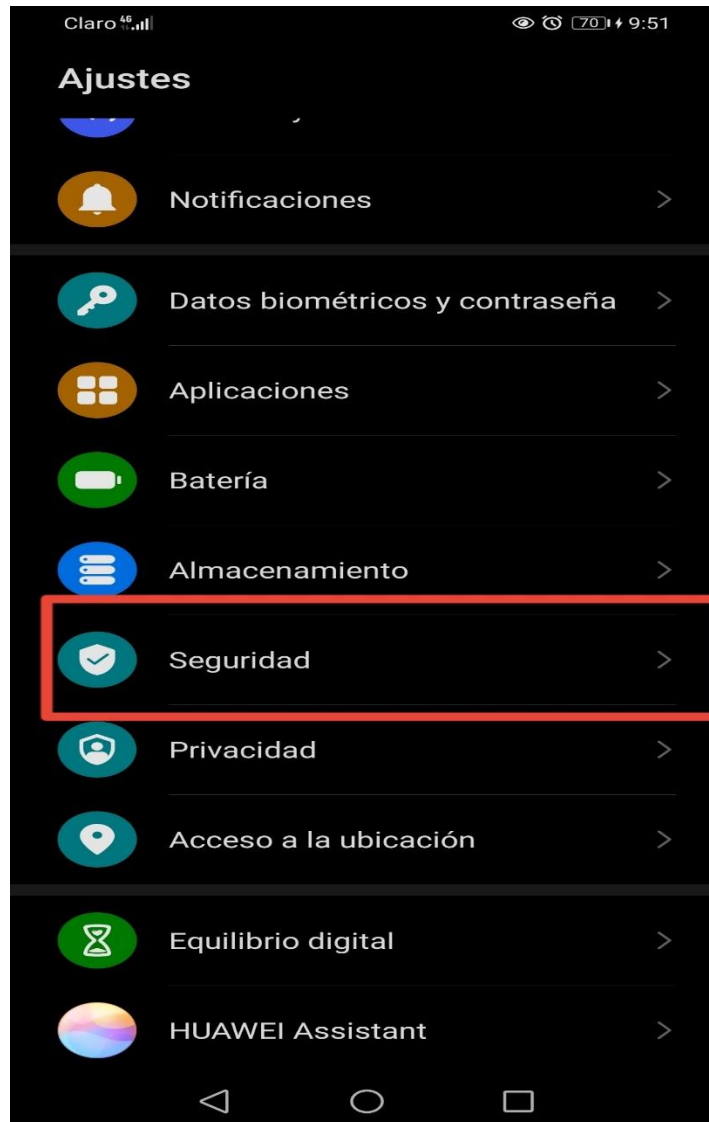 Claro 4G 70 9:51
Ajustes
Notificaciones
Datos biométricos y contraseña
Aplicaciones
Batería
Almacenamiento
Seguridad
Privacidad
Acceso a la ubicación
Equilibrio digital
HUAWEI Assistant